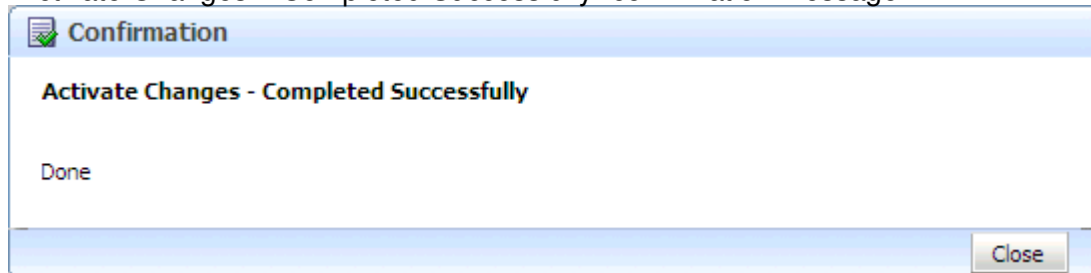 Confirmation
Activate Changes - Completed Successfully
Done
Close